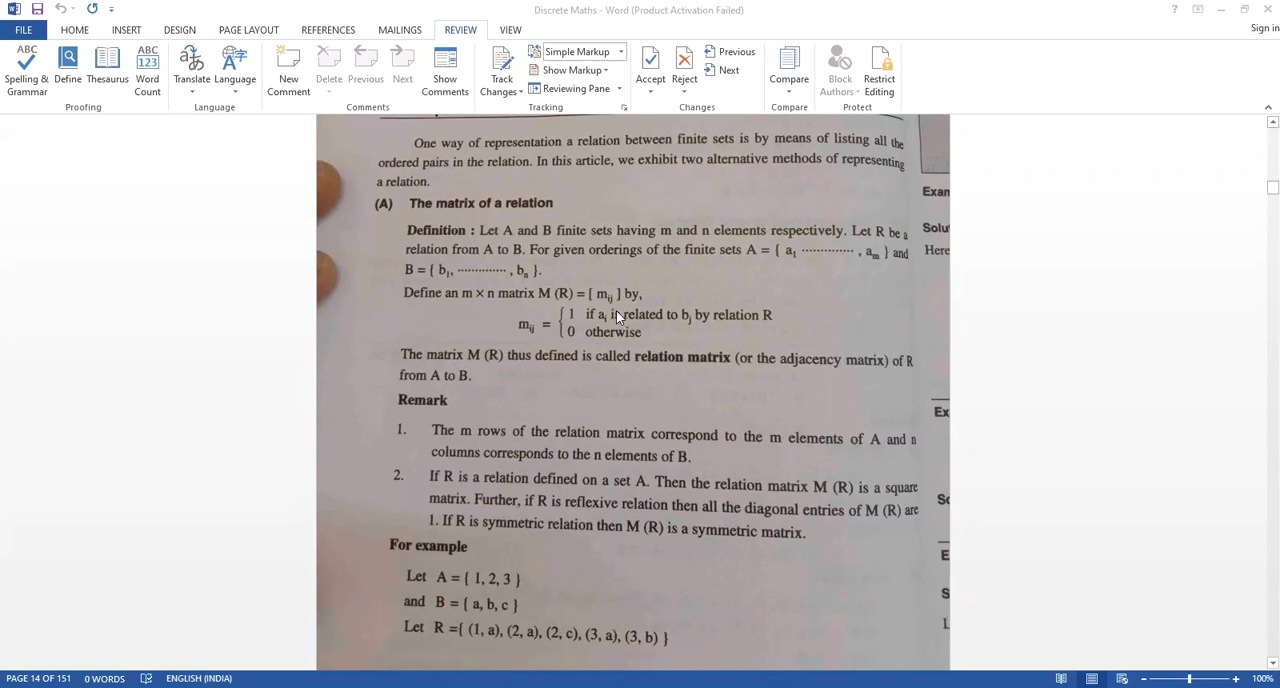 Discrete Maths - Word (Product Activation Failed)
FILE HOME INSERT DESIGN PAGE LAYOUT REFERENCES MAILINGS REVIEW VIEW Sign in
ABC Spelling & Grammar
Define
Thesaurus
ABC 123 Word Count
Proofing
Translate
Language
Language
New Comment
Delete
Previous
Next
Show Comments
Comments
Track Changes
Simple Markup
Show Markup
Reviewing Pane
Tracking
Accept
Reject
Previous
Next
Changes
Compare
Compare
Block Authors
Restrict Editing
Protect
One way of representation a relation between finite sets is by means of listing all the
ordered pairs in the relation. In this article, we exhibit two alternative methods of representing
a relation.
(A) The matrix of a relation
Definition : Let A and B finite sets having m and n elements respectively. Let R be a
relation from A to B. For given orderings of the finite sets A = { a1 ..............., am } and
B = { b1, .............. , bn }.
Define an m × n matrix M (R) = [ mij ] by,
mij = { 1 if ai is related to bj by relation R
0 otherwise
The matrix M (R) thus defined is called relation matrix (or the adjacency matrix) of R
from A to B.
Remark
1. The m rows of the relation matrix correspond to the m elements of A and n
columns corresponds to the n elements of B.
2. If R is a relation defined on a set A. Then the relation matrix M (R) is a square
matrix. Further, if R is reflexive relation then all the diagonal entries of M (R) are
1. If R is symmetric relation then M (R) is a symmetric matrix.
For example
Let A = { 1, 2, 3 }
and B = { a, b, c }
Let R ={ (1, a), (2, a), (2, c), (3, a), (3, b) }
Exam
Solu
Here
Ex
E
S
PAGE 14 OF 151 0 WORDS ENGLISH (INDIA) 100%